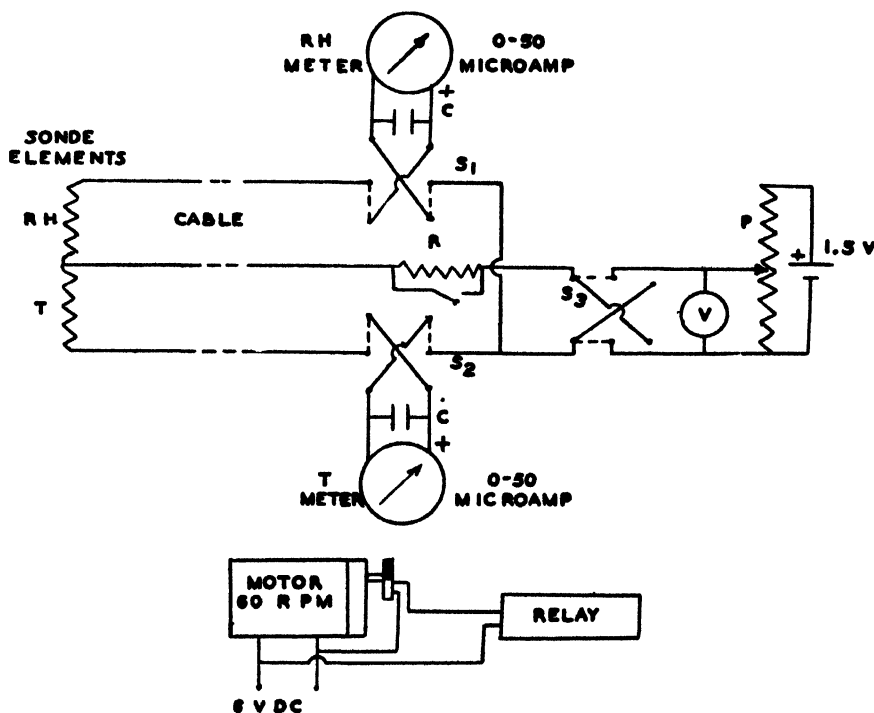 RH
METER
0-50
MICROAMP
+
C
SONDE
ELEMENTS
S1
RH
CABLE
R
P
+
1.5 V
S3
V
T
S2
C
+
T
METER
0-50
MICROAMP
MOTOR
60 RPM
RELAY
6 V DC